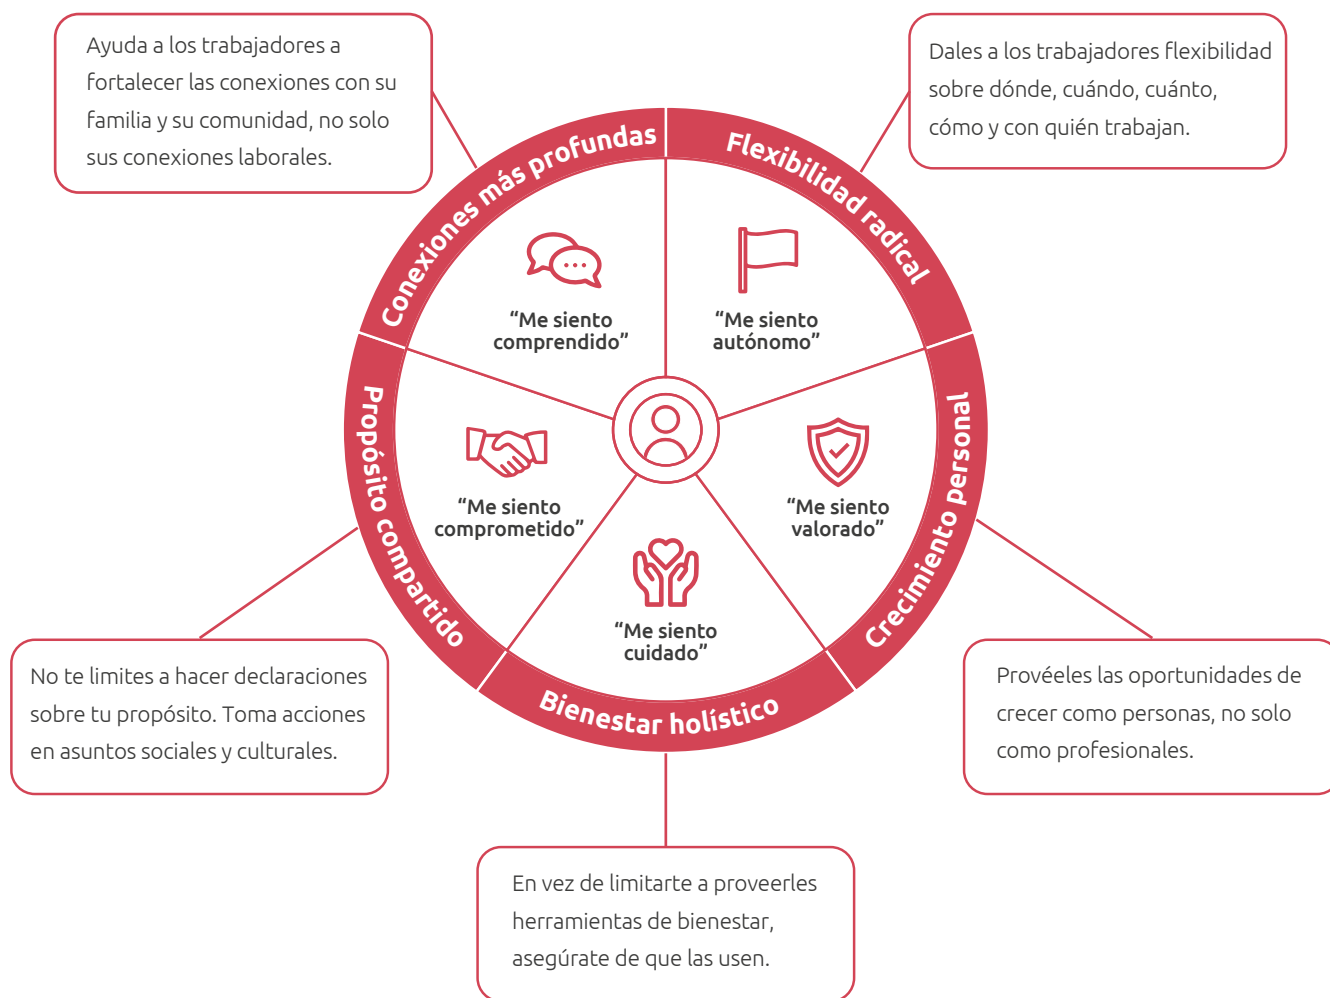 Ayuda a los trabajadores a
fortalecer las conexiones con su
familia y su comunidad, no solo
sus conexiones laborales.
Dales a los trabajadores flexibilidad
sobre dónde, cuándo, cuánto,
cómo y con quién trabajan.
Conexiones más profundas
Flexibilidad radical
“Me siento
comprendido”
“Me siento
autónomo”
Propósito compartido
Crecimiento personal
“Me siento
comprometido”
“Me siento
valorado”
“Me siento
cuidado”
Bienestar holístico
No te limites a hacer declaraciones
sobre tu propósito. Toma acciones
en asuntos sociales y culturales.
Provéeles las oportunidades de
crecer como personas, no solo
como profesionales.
En vez de limitarte a proveerles
herramientas de bienestar,
asegúrate de que las usen.